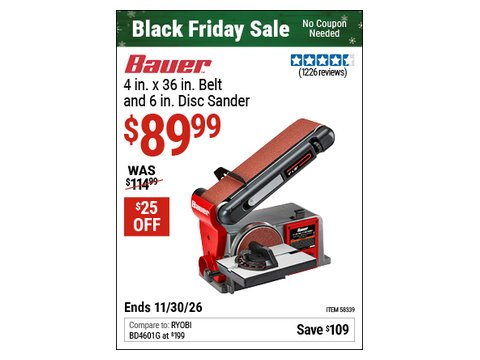 Black Friday Sale
No Coupon Needed
Bauer
(1226 reviews)
4 in. x 36 in. Belt
and 6 in. Disc Sander
$89.99
WAS
$114.99
$25
OFF
Bauer
Bauer
Ends 11/30/26
ITEM 58339
Compare to: RYOBI
BD4601G at $199
Save $109